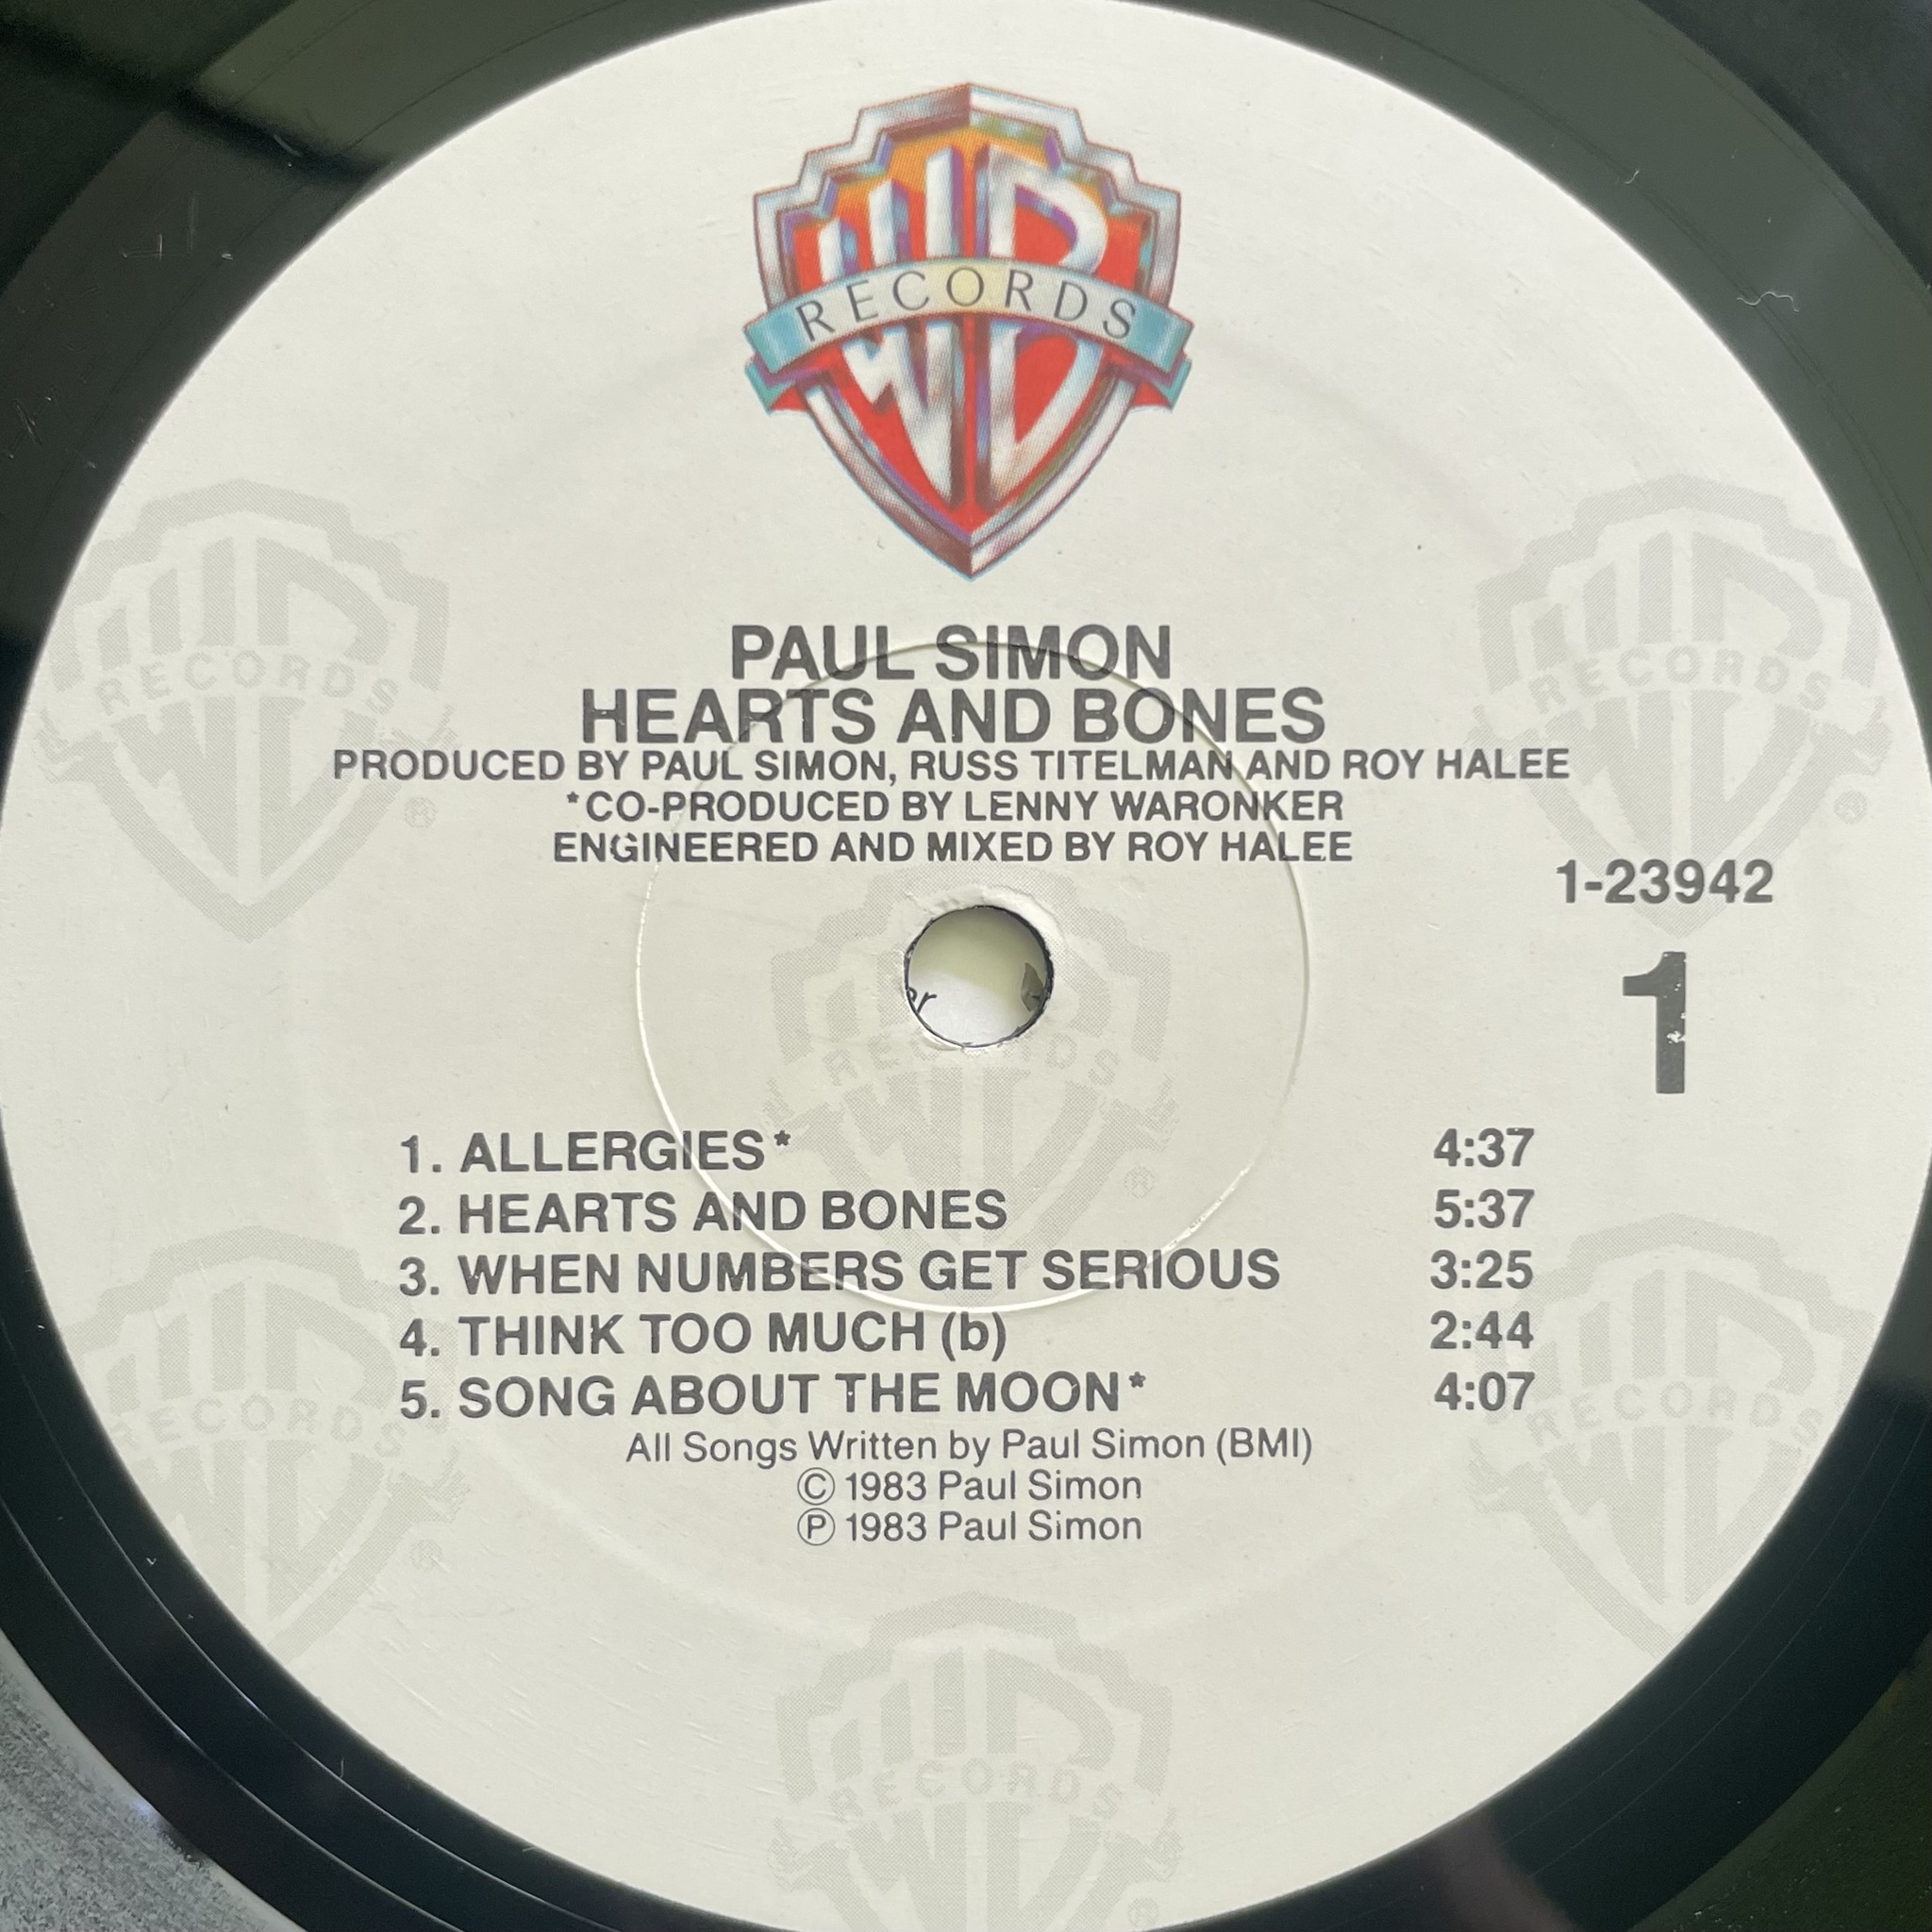 WB
RECORDS
PAUL SIMON
HEARTS AND BONES
PRODUCED BY PAUL SIMON, RUSS TITELMAN AND ROY HALEE
*CO-PRODUCED BY LENNY WARONKER
ENGINEERED AND MIXED BY ROY HALEE
1-23942
1
1. ALLERGIES* 4:37
2. HEARTS AND BONES 5:37
3. WHEN NUMBERS GET SERIOUS 3:25
4. THINK TOO MUCH (b) 2:44
5. SONG ABOUT THE MOON* 4:07
All Songs Written by Paul Simon (BMI)
Ⓒ 1983 Paul Simon
Ⓟ 1983 Paul Simon